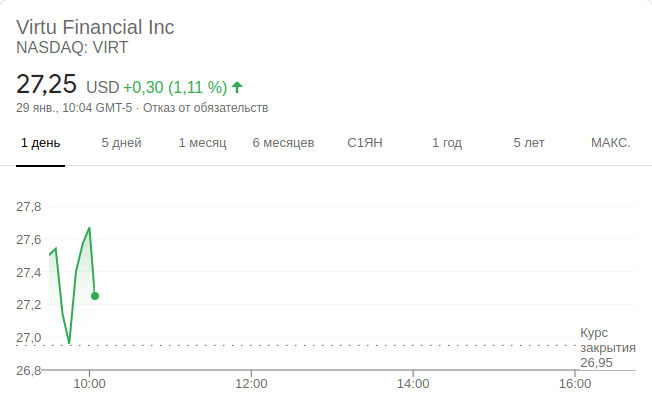 Virtu Financial Inc
NASDAQ: VIRT
27,25 USD +0,30 (1,11 %)
29 янв., 10:04 GMT-5 · Отказ от обязательств
1 день 5 дней 1 месяц 6 месяцев С1ЯН 1 год 5 лет МАКС.
27,8
27,6
27,4
27,2
27,0
26,8
Курс
закрытия
26,95
10:00 12:00 14:00 16:00